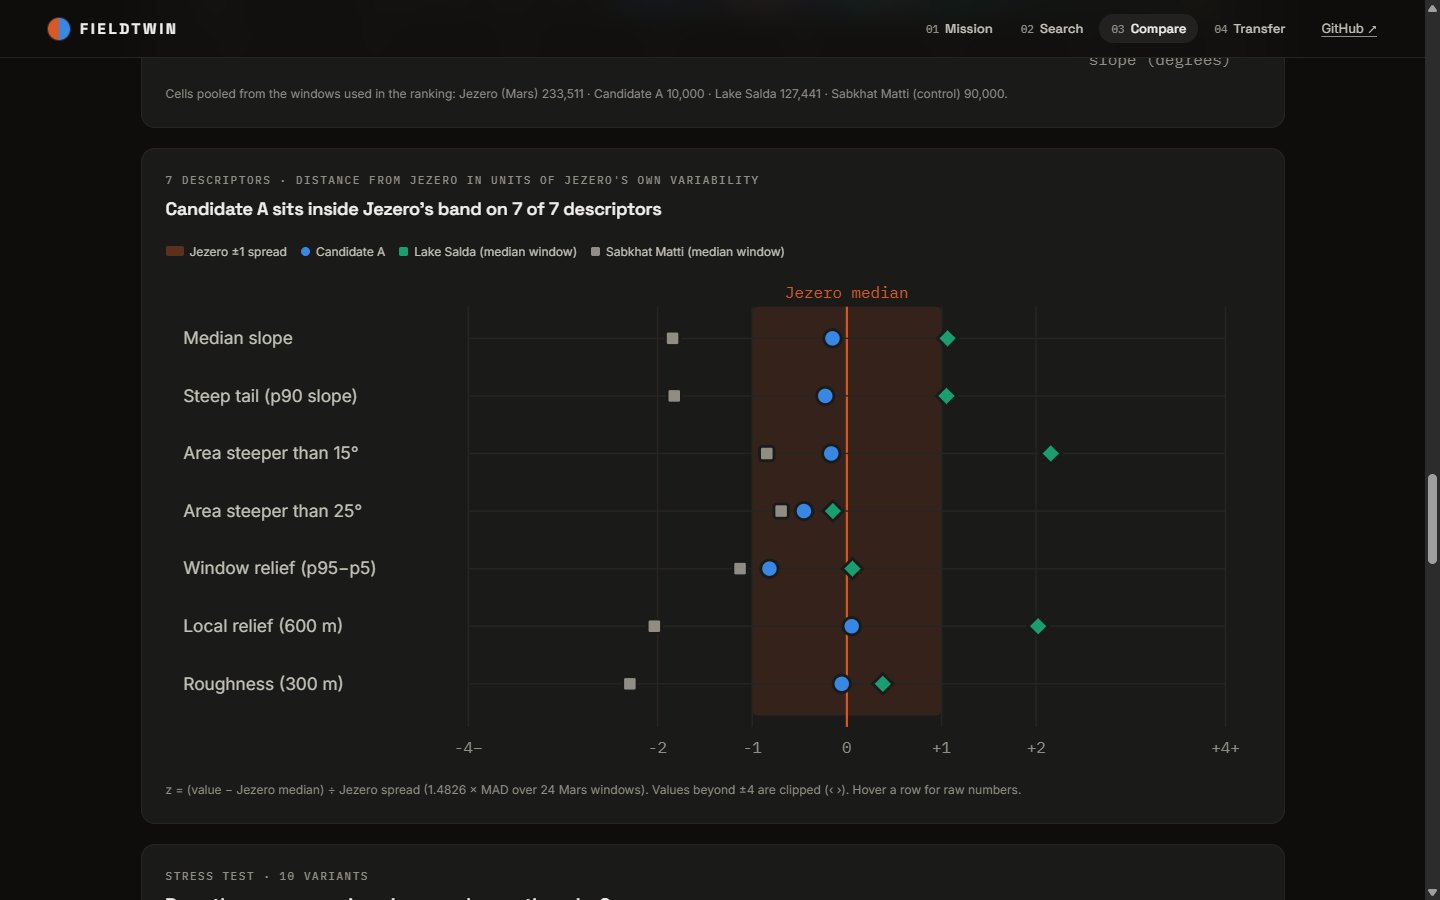 FIELDTWIN
01 Mission 02 Search 03 Compare 04 Transfer GitHub ↗
slope (degrees)
Cells pooled from the windows used in the ranking: Jezero (Mars) 233,511 · Candidate A 10,000 · Lake Salda 127,441 · Sabkhat Matti (control) 90,000.
7 DESCRIPTORS · DISTANCE FROM JEZERO IN UNITS OF JEZERO'S OWN VARIABILITY
Candidate A sits inside Jezero's band on 7 of 7 descriptors
Jezero ±1 spread Candidate A Lake Salda (median window) Sabkhat Matti (median window)
Jezero median
Median slope
Steep tail (p90 slope)
Area steeper than 15°
Area steeper than 25°
Window relief (p95–p5)
Local relief (600 m)
Roughness (300 m)
-4− -2 -1 0 +1 +2 +4+
z = (value − Jezero median) ÷ Jezero spread (1.4826 × MAD over 24 Mars windows). Values beyond ±4 are clipped (‹ ›). Hover a row for raw numbers.
STRESS TEST · 10 VARIANTS